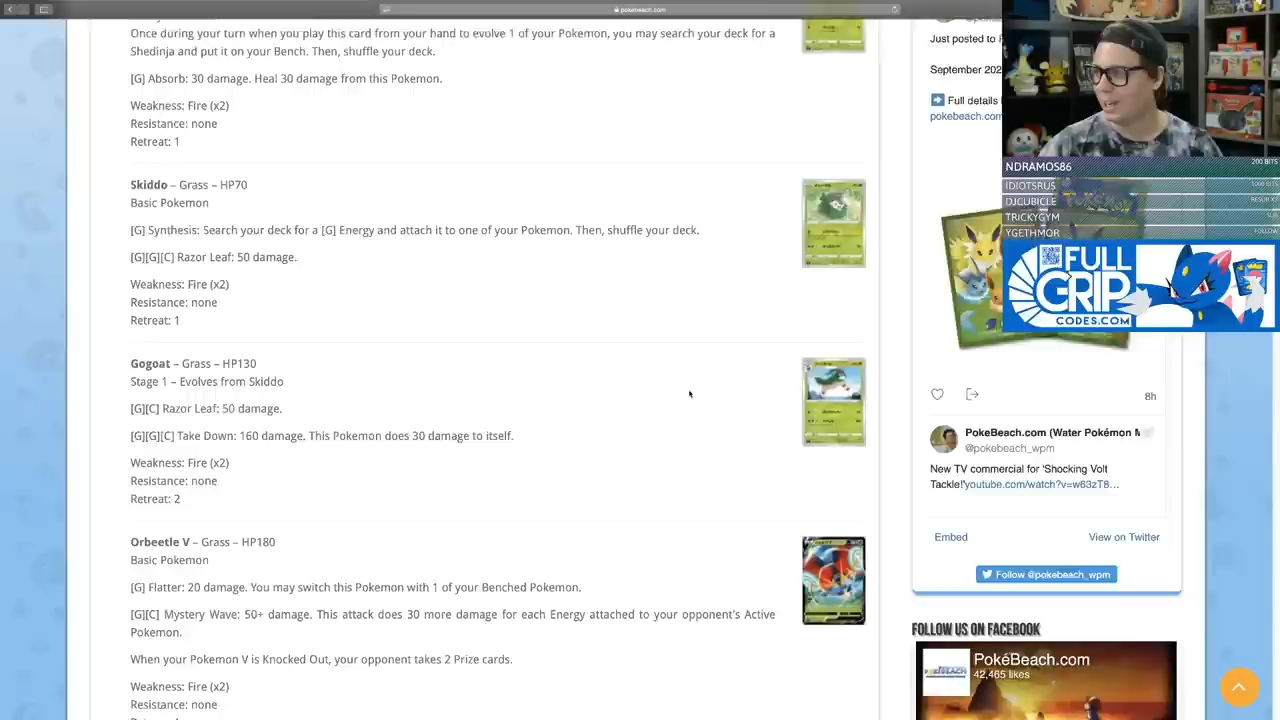 pokebeach.com
Once during your turn when you play this card from your hand to evolve 1 of your Pokemon, you may search your deck for a
Shedinja and put it on your Bench. Then, shuffle your deck.
[G] Absorb: 30 damage. Heal 30 damage from this Pokemon.
Weakness: Fire (x2)
Resistance: none
Retreat: 1
Skiddo – Grass – HP70
Basic Pokemon
[G] Synthesis: Search your deck for a [G] Energy and attach it to one of your Pokemon. Then, shuffle your deck.
[G][G][C] Razor Leaf: 50 damage.
Weakness: Fire (x2)
Resistance: none
Retreat: 1
Gogoat – Grass – HP130
Stage 1 – Evolves from Skiddo
[G][C] Razor Leaf: 50 damage.
[G][G][C] Take Down: 160 damage. This Pokemon does 30 damage to itself.
Weakness: Fire (x2)
Resistance: none
Retreat: 2
Orbeetle V – Grass – HP180
Basic Pokemon
[G] Flatter: 20 damage. You may switch this Pokemon with 1 of your Benched Pokemon.
[G][C] Mystery Wave: 50+ damage. This attack does 30 more damage for each Energy attached to your opponent's Active
Pokemon.
When your Pokemon V is Knocked Out, your opponent takes 2 Prize cards.
Weakness: Fire (x2)
Resistance: none
Just posted to
September 202
Full details
pokebeach.com
NDRAMOS86
200 BITS
IDIOTSRUS
1000 BITS
DJCUBICLE
TRICKYGYM
YGETHMOR
FOLLOW
FULL
GRIP
CODES.COM
8h
PokeBeach.com (Water Pokémon M
@pokebeach_wpm
New TV commercial for 'Shocking Volt
Tackle!'youtube.com/watch?v=w63zT8…
Embed
View on Twitter
Follow @pokebeach_wpm
FOLLOW US ON FACEBOOK
PokéBeach.com
42,465 likes